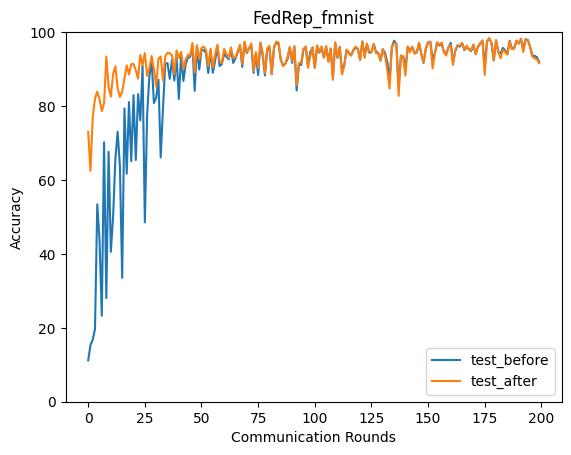 FedRep_fmnist
100
80
60
40
20
0
Accuracy
0 25 50 75 100 125 150 175 200
Communication Rounds
test_before
test_after